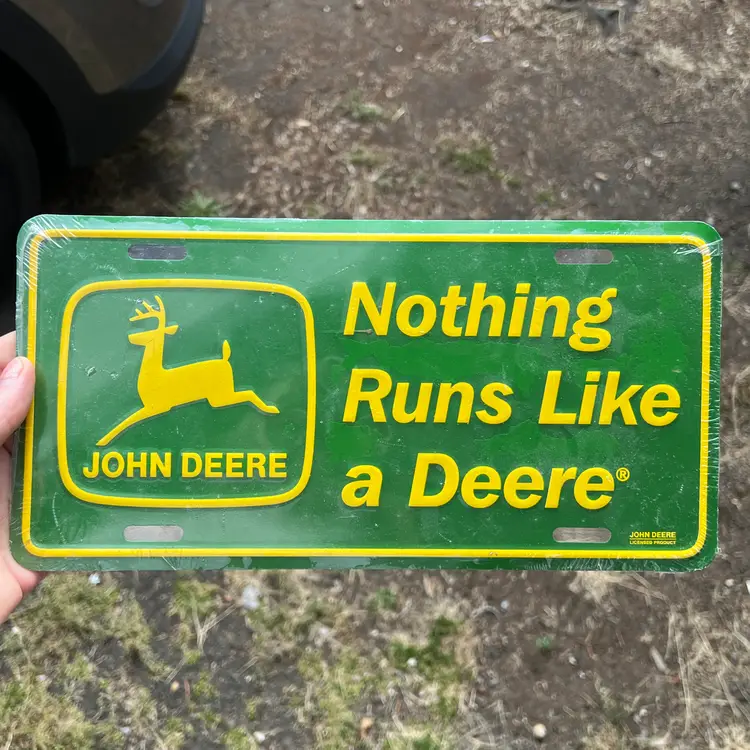 JOHN DEERE
Nothing
Runs Like
a Deere®
JOHN DEERE
LICENSED PRODUCT